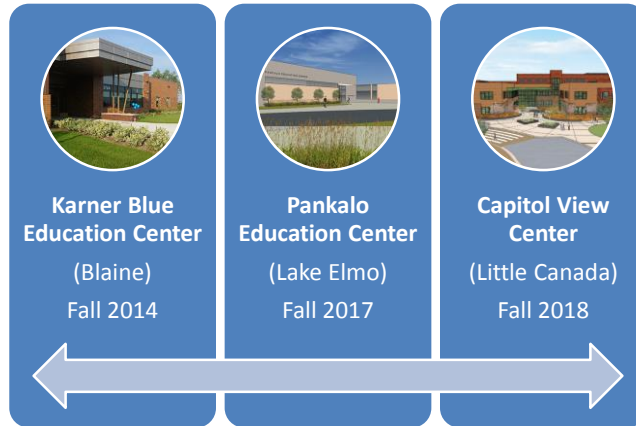 Karner Blue
Education Center
(Blaine)
Fall 2014
Pankalo
Education Center
(Lake Elmo)
Fall 2017
Capitol View
Center
(Little Canada)
Fall 2018